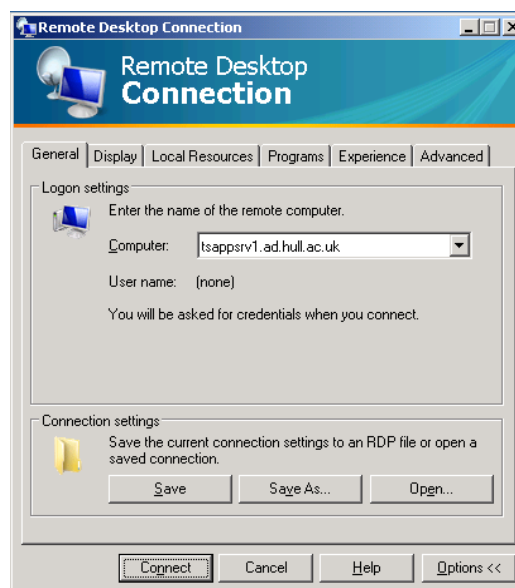 Remote Desktop Connection
Remote Desktop
Connection
General Display Local Resources Programs Experience Advanced
Logon settings
Enter the name of the remote computer.
Computer: tsappsrv1.ad.hull.ac.uk
User name: (none)
You will be asked for credentials when you connect.
Connection settings
Save the current connection settings to an RDP file or open a
saved connection.
Save Save As... Open...
Connect Cancel Help Options <<